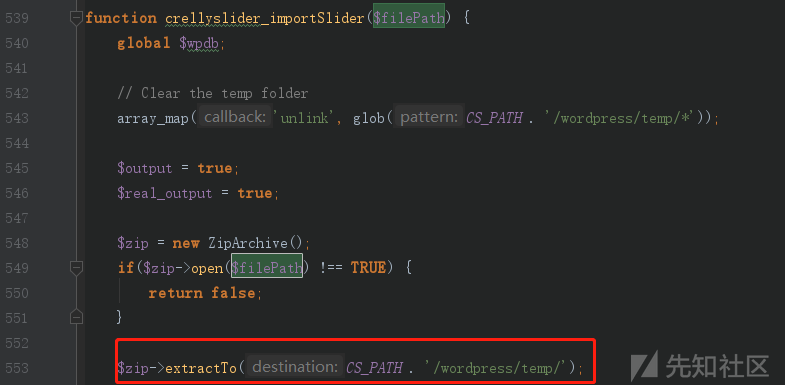 539 function crellyslider_importSlider($filePath) {
540 global $wpdb;
541
542 // Clear the temp folder
543 array_map( callback: 'unlink', glob( pattern: CS_PATH . '/wordpress/temp/*'));
544
545 $output = true;
546 $real_output = true;
547
548 $zip = new ZipArchive();
549 if($zip->open($filePath) !== TRUE) {
550 return false;
551 }
552
553 $zip->extractTo( destination: CS_PATH . '/wordpress/temp/');
先知社区